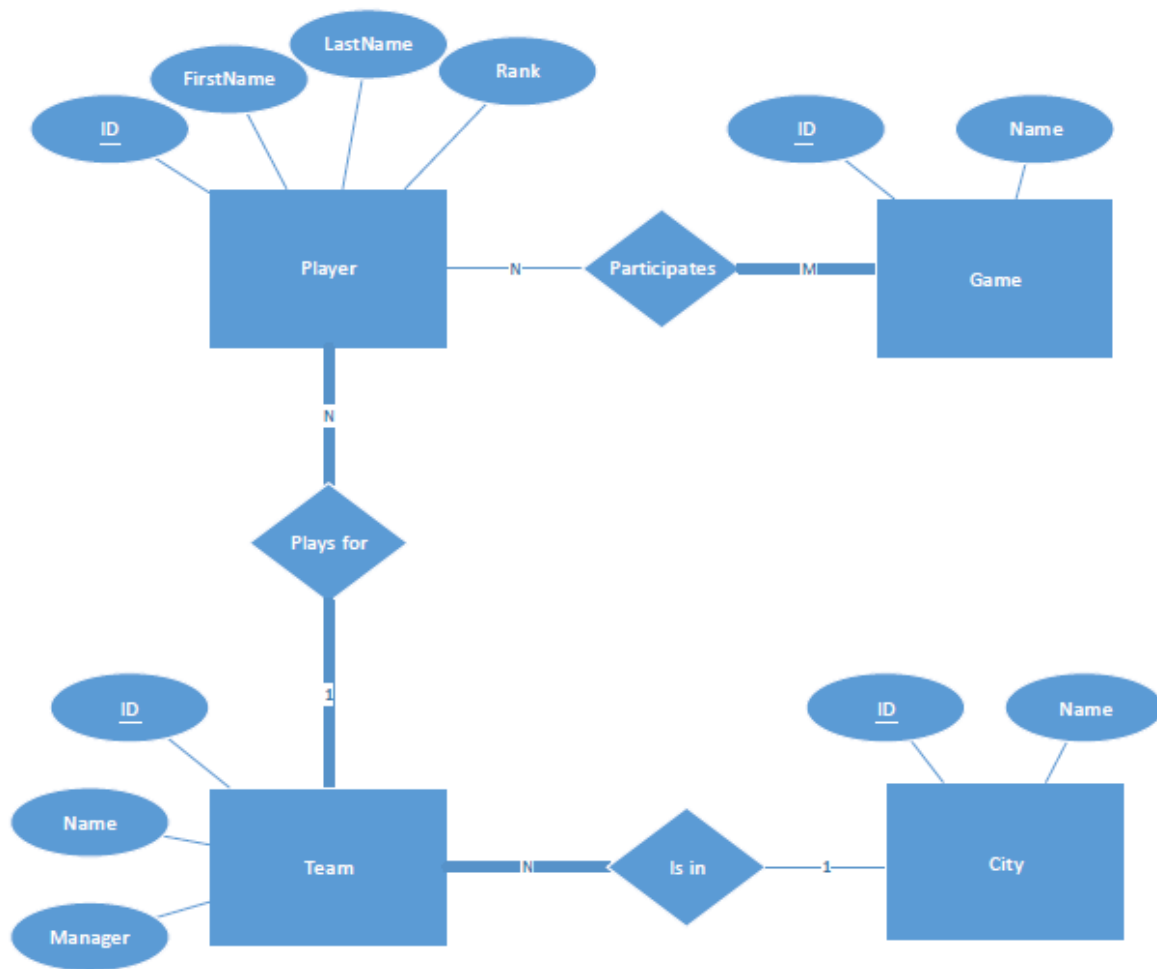 LastName
Rank
FirstName
ID
ID
Name
Player
N
Participates
M
Game
N
Plays for
1
ID
ID
Name
Name
Team
N
Is in
1
City
Manager